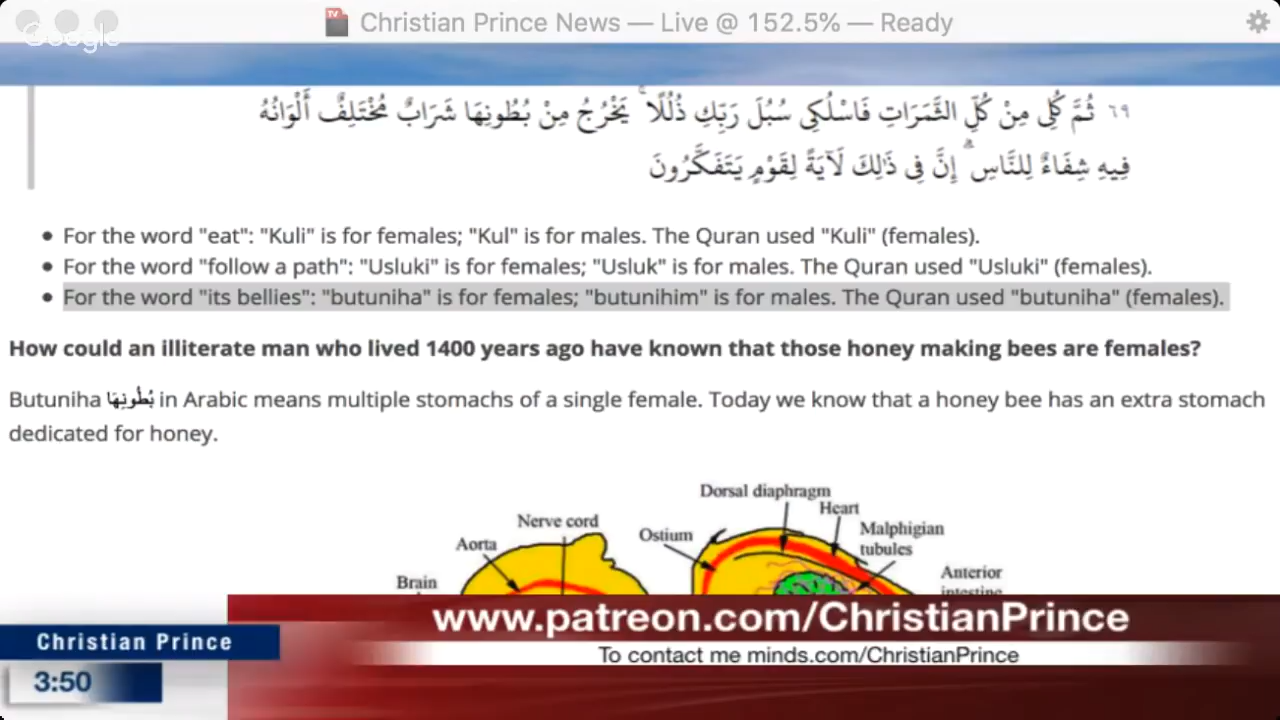 Christian Prince News — Live @ 152.5% — Ready
Google
٦٩ ثُمَّ كُلِى مِنْ كُلِّ الثَّمَرَاتِ فَاسْلُكِى سُبُلَ رَبِّكِ ذُلُلًا ۚ يَخْرُجُ مِنْ بُطُونِهَا شَرَابٌ مُخْتَلِفٌ أَلْوَانُهُ
فِيهِ شِفَاءٌ لِلنَّاسِ ۗ إِنَّ فِى ذَٰلِكَ لَآيَةً لِقَوْمٍ يَتَفَكَّرُونَ
• For the word "eat": "Kuli" is for females; "Kul" is for males. The Quran used "Kuli" (females).
• For the word "follow a path": "Usluki" is for females; "Usluk" is for males. The Quran used "Usluki" (females).
• For the word "its bellies": "butuniha" is for females; "butunihim" is for males. The Quran used "butuniha" (females).
How could an illiterate man who lived 1400 years ago have known that those honey making bees are females?
Butuniha بُطُونِهَا in Arabic means multiple stomachs of a single female. Today we know that a honey bee has an extra stomach
dedicated for honey.
Dorsal diaphragm
Heart
Nerve cord
Ostium
Malphigian
tubules
Aorta
Anterior
intestine
Brain
www.patreon.com/ChristianPrince
Christian Prince
To contact me minds.com/ChristianPrince
3:50